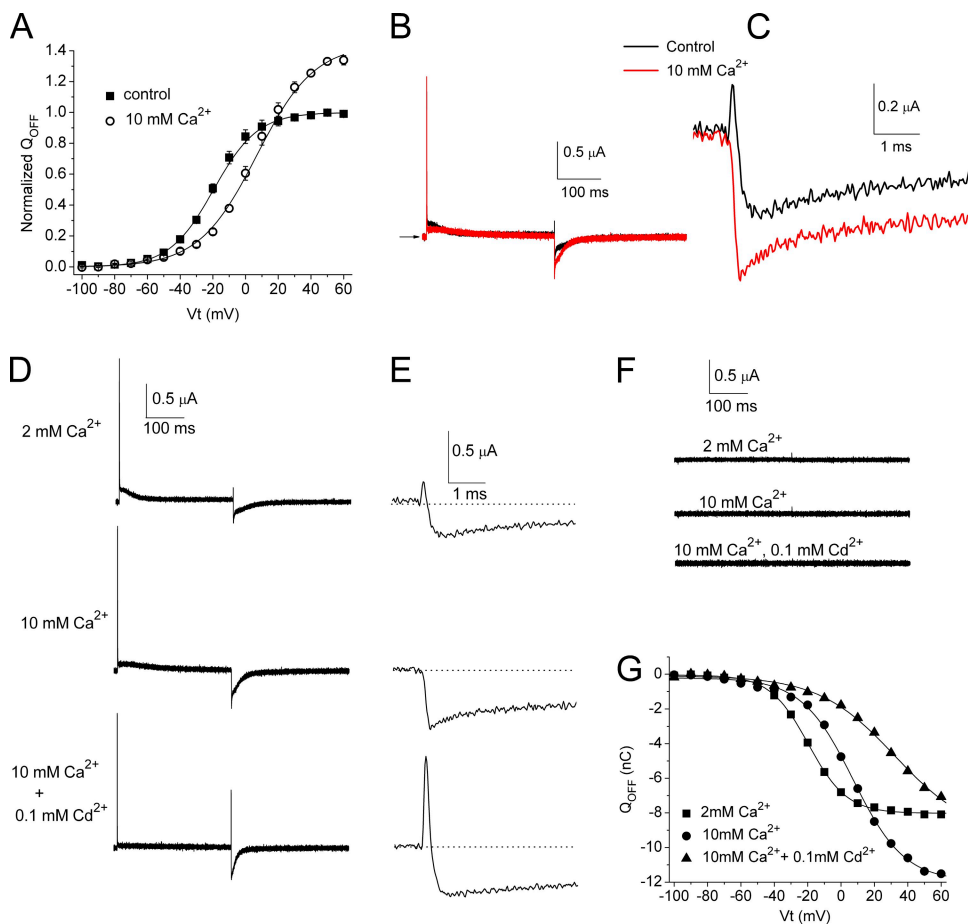 A
Normalized Q_OFF
1.4
1.2
1.0
0.8
0.6
0.4
0.2
0.0
control
10 mM Ca²⁺
-100 -80 -60 -40 -20 0 20 40 60
Vt (mV)
B
0.5 μA
100 ms
Control
10 mM Ca²⁺
C
0.2 μA
1 ms
D
0.5 μA
100 ms
2 mM Ca²⁺
10 mM Ca²⁺
10 mM Ca²⁺
+
0.1 mM Cd²⁺
E
0.5 μA
1 ms
F
0.5 μA
100 ms
2 mM Ca²⁺
10 mM Ca²⁺
10 mM Ca²⁺, 0.1 mM Cd²⁺
G
Q_OFF (nC)
0
-2
-4
-6
-8
-10
-12
2mM Ca²⁺
10mM Ca²⁺
10mM Ca²⁺+ 0.1mM Cd²⁺
-100 -80 -60 -40 -20 0 20 40 60
Vt (mV)